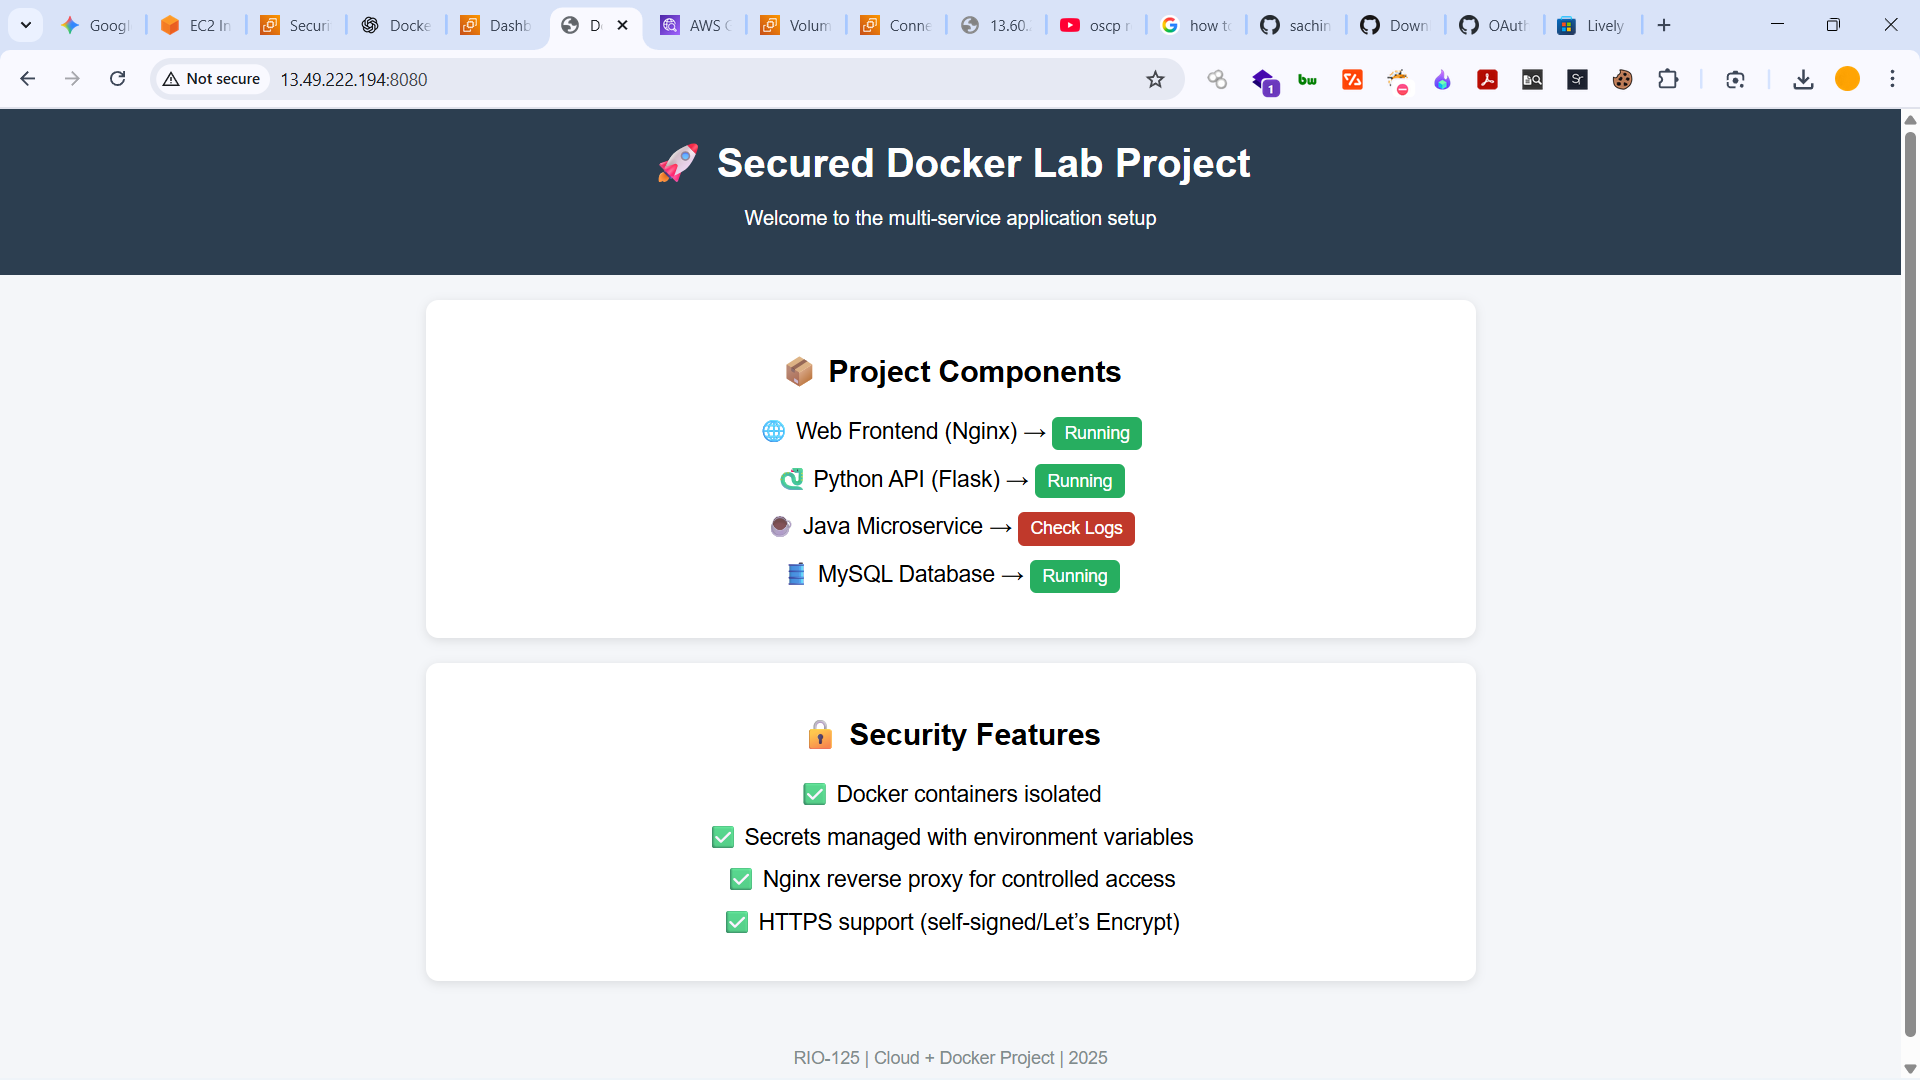 Googl
EC2 In
Securi
Docke
Dashb
D
AWS C
Volum
Conne
13.60.
oscp r
how to
sachin
Down
OAuth
Lively
Not secure
13.49.222.194:8080
bw
1
Sr
Secured Docker Lab Project
Welcome to the multi-service application setup
Project Components
Web Frontend (Nginx) → Running
Python API (Flask) → Running
Java Microservice → Check Logs
MySQL Database → Running
Security Features
Docker containers isolated
Secrets managed with environment variables
Nginx reverse proxy for controlled access
HTTPS support (self-signed/Let’s Encrypt)
RIO-125 | Cloud + Docker Project | 2025